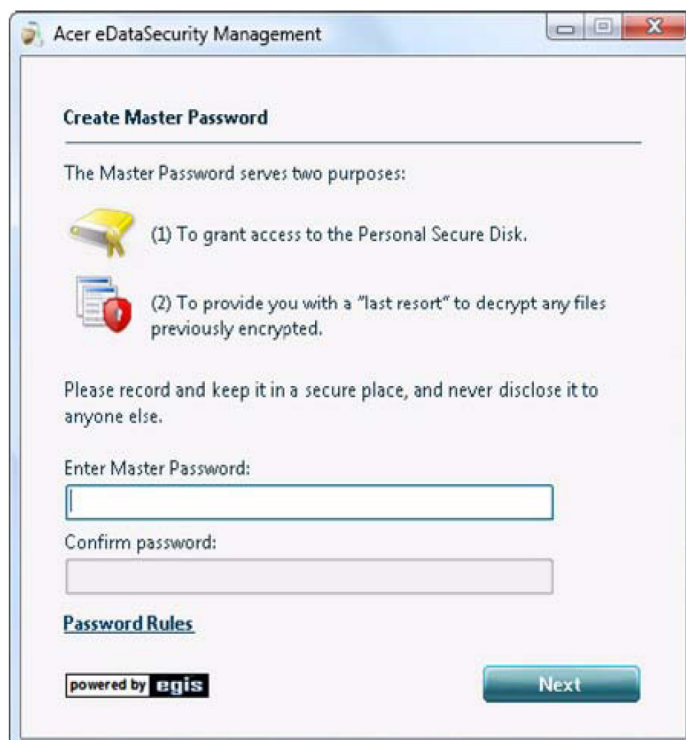 Acer eDataSecurity Management
Create Master Password
The Master Password serves two purposes:
(1) To grant access to the Personal Secure Disk.
(2) To provide you with a "last resort" to decrypt any files
previously encrypted.
Please record and keep it in a secure place, and never disclose it to
anyone else.
Enter Master Password:
Confirm password:
Password Rules
powered by egis
Next